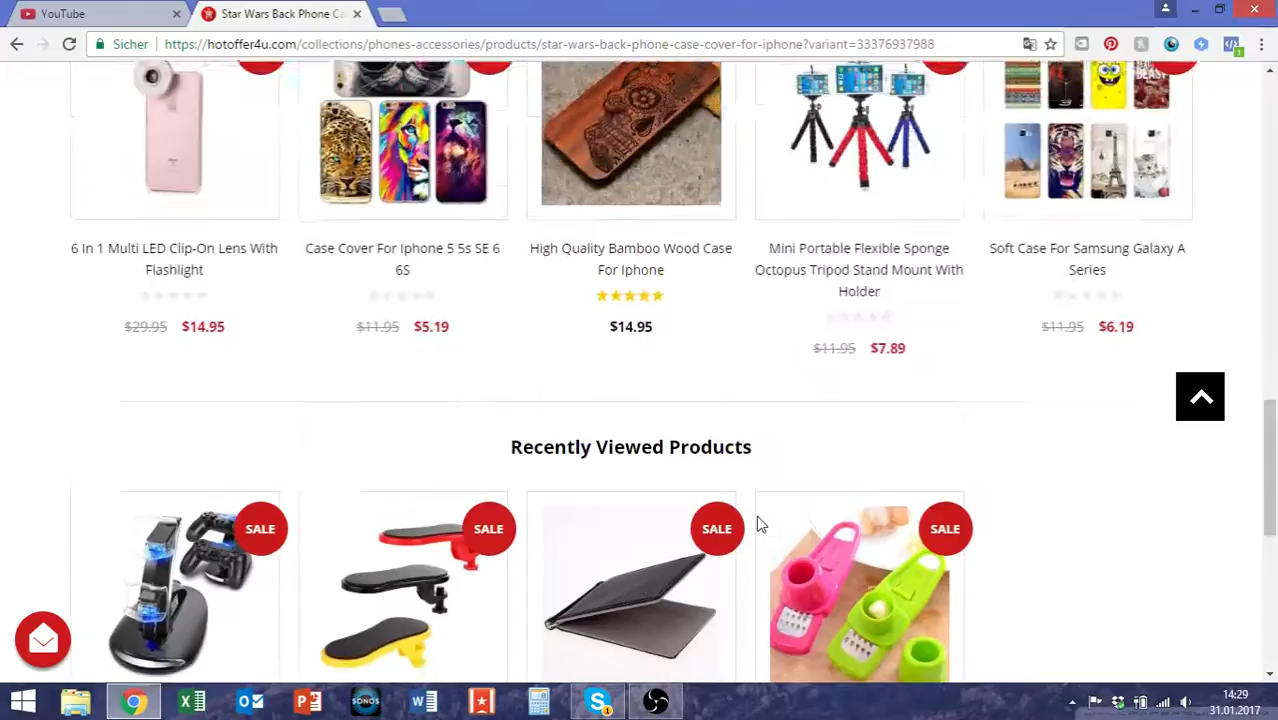 YouTube
Star Wars Back Phone Ca
Sicher
https://hotoffer4u.com/collections/phones-accessories/products/star-wars-back-phone-case-cover-for-iphone?variant=33376937988
6 In 1 Multi LED Clip-On Lens With
Flashlight
$29.95 $14.95
Case Cover For Iphone 5 5s SE 6
6S
$11.95 $5.19
High Quality Bamboo Wood Case
For Iphone
$14.95
Mini Portable Flexible Sponge
Octopus Tripod Stand Mount With
Holder
$11.95 $7.89
Soft Case For Samsung Galaxy A
Series
$11.95 $6.19
Recently Viewed Products
SALE
SALE
SALE
SALE
SONOS
14:29
31.01.2017